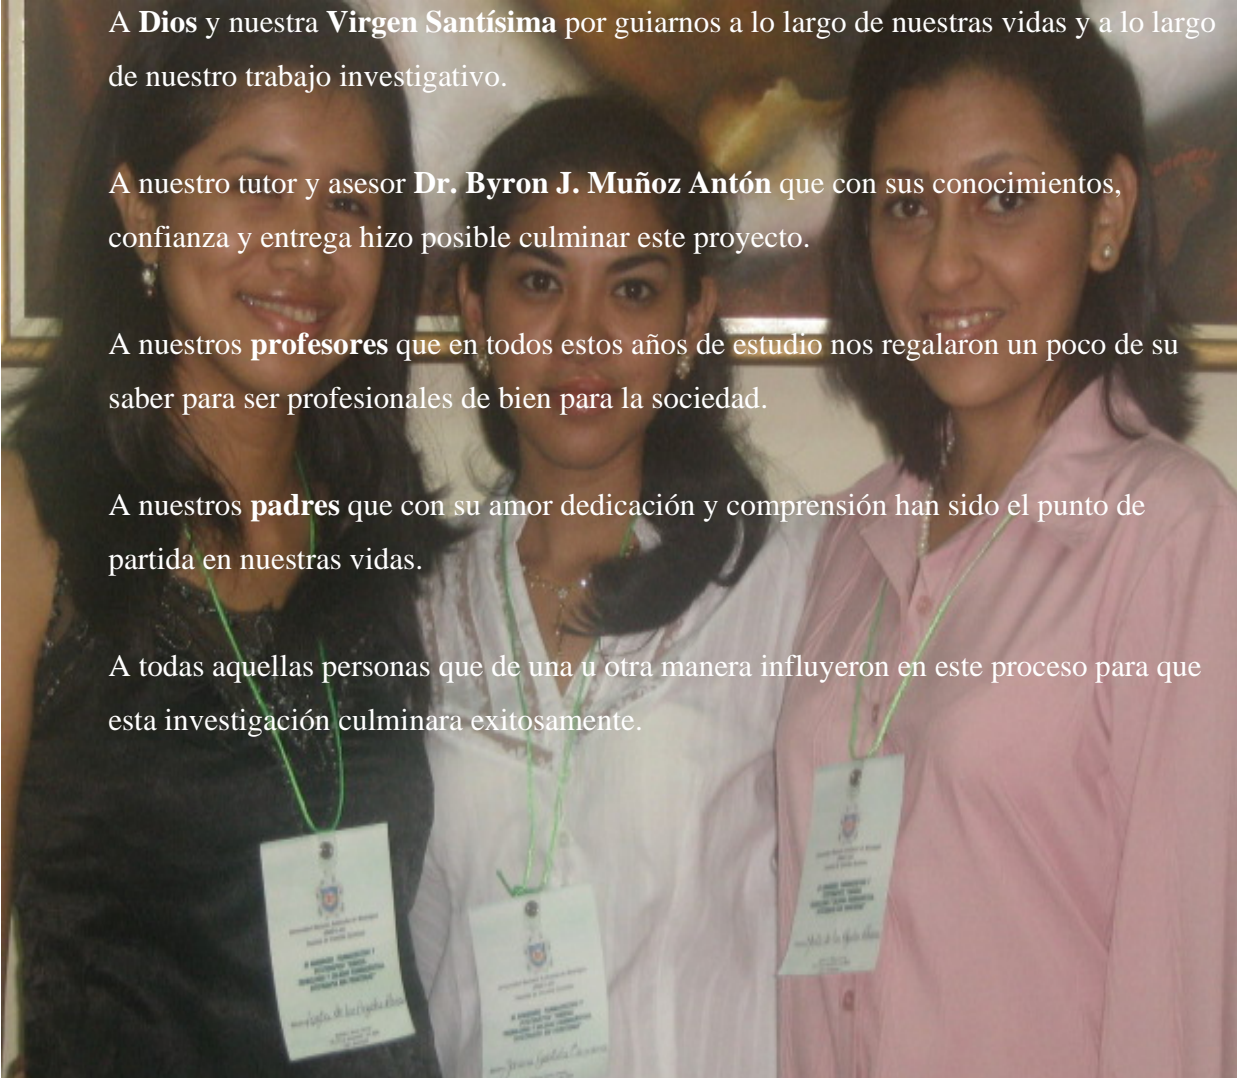 A Dios y nuestra Virgen Santísima por guiarnos a lo largo de nuestras vidas y a lo largo
de nuestro trabajo investigativo.
A nuestro tutor y asesor Dr. Byron J. Muñoz Antón que con sus conocimientos,
confianza y entrega hizo posible culminar este proyecto.
A nuestros profesores que en todos estos años de estudio nos regalaron un poco de su
saber para ser profesionales de bien para la sociedad.
A nuestros padres que con su amor dedicación y comprensión han sido el punto de
partida en nuestras vidas.
A todas aquellas personas que de una u otra manera influyeron en este proceso para que
esta investigación culminara exitosamente.